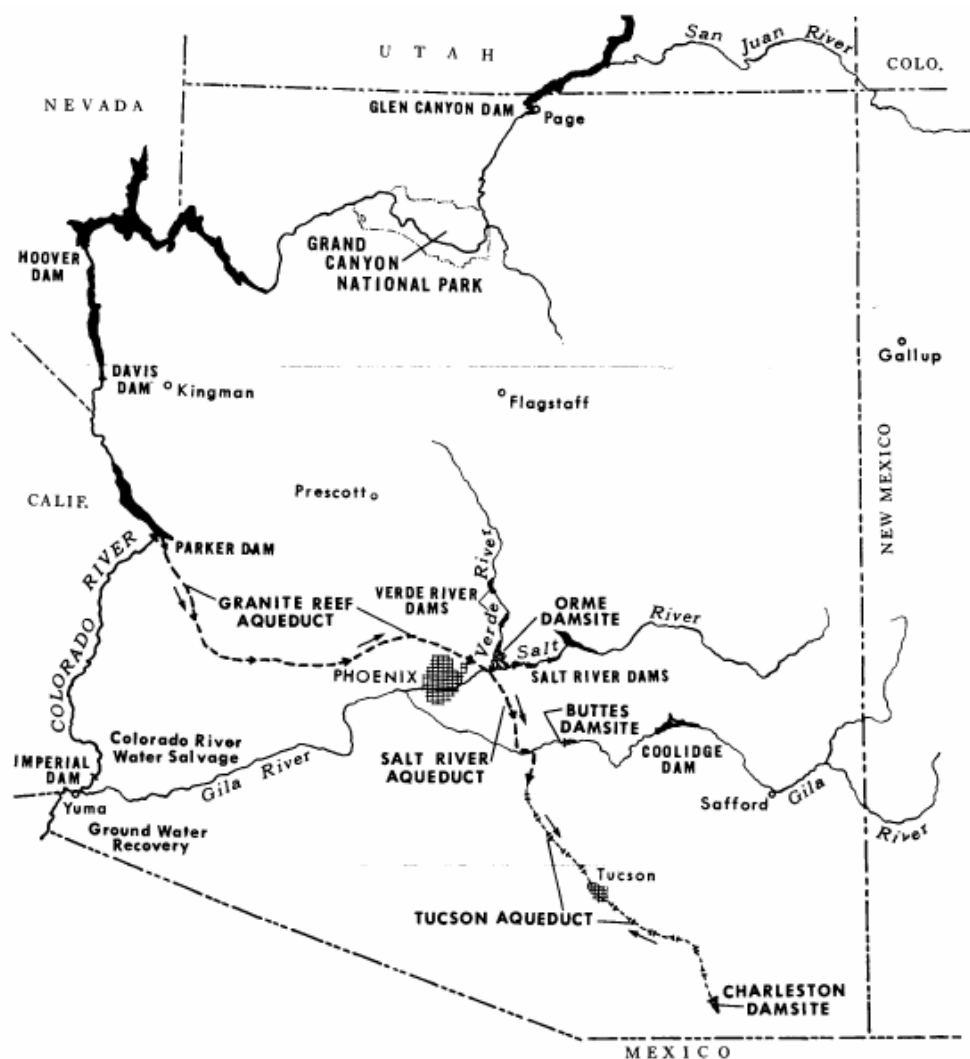 San Juan River
UTAH
COLO.
NEVADA
GLEN CANYON DAM
Page
HOOVER
DAM
GRAND
CANYON
NATIONAL PARK
Gallup
DAVIS
DAM
Kingman
Flagstaff
NEW MEXICO
Prescott
CALIF.
PARKER DAM
COLORADO RIVER
GRANITE REEF
AQUEDUCT
VERDE RIVER
DAMS
Verde River
ORME
DAMSITE
Salt River
PHOENIX
SALT RIVER DAMS
BUTTES
DAMSITE
Colorado River
Water Salvage
SALT RIVER
AQUEDUCT
COOLIDGE
DAM
IMPERIAL
DAM
Gila River
Yuma
Safford
Gila River
Ground Water
Recovery
Tucson
TUCSON AQUEDUCT
CHARLESTON
DAMSITE
MEXICO